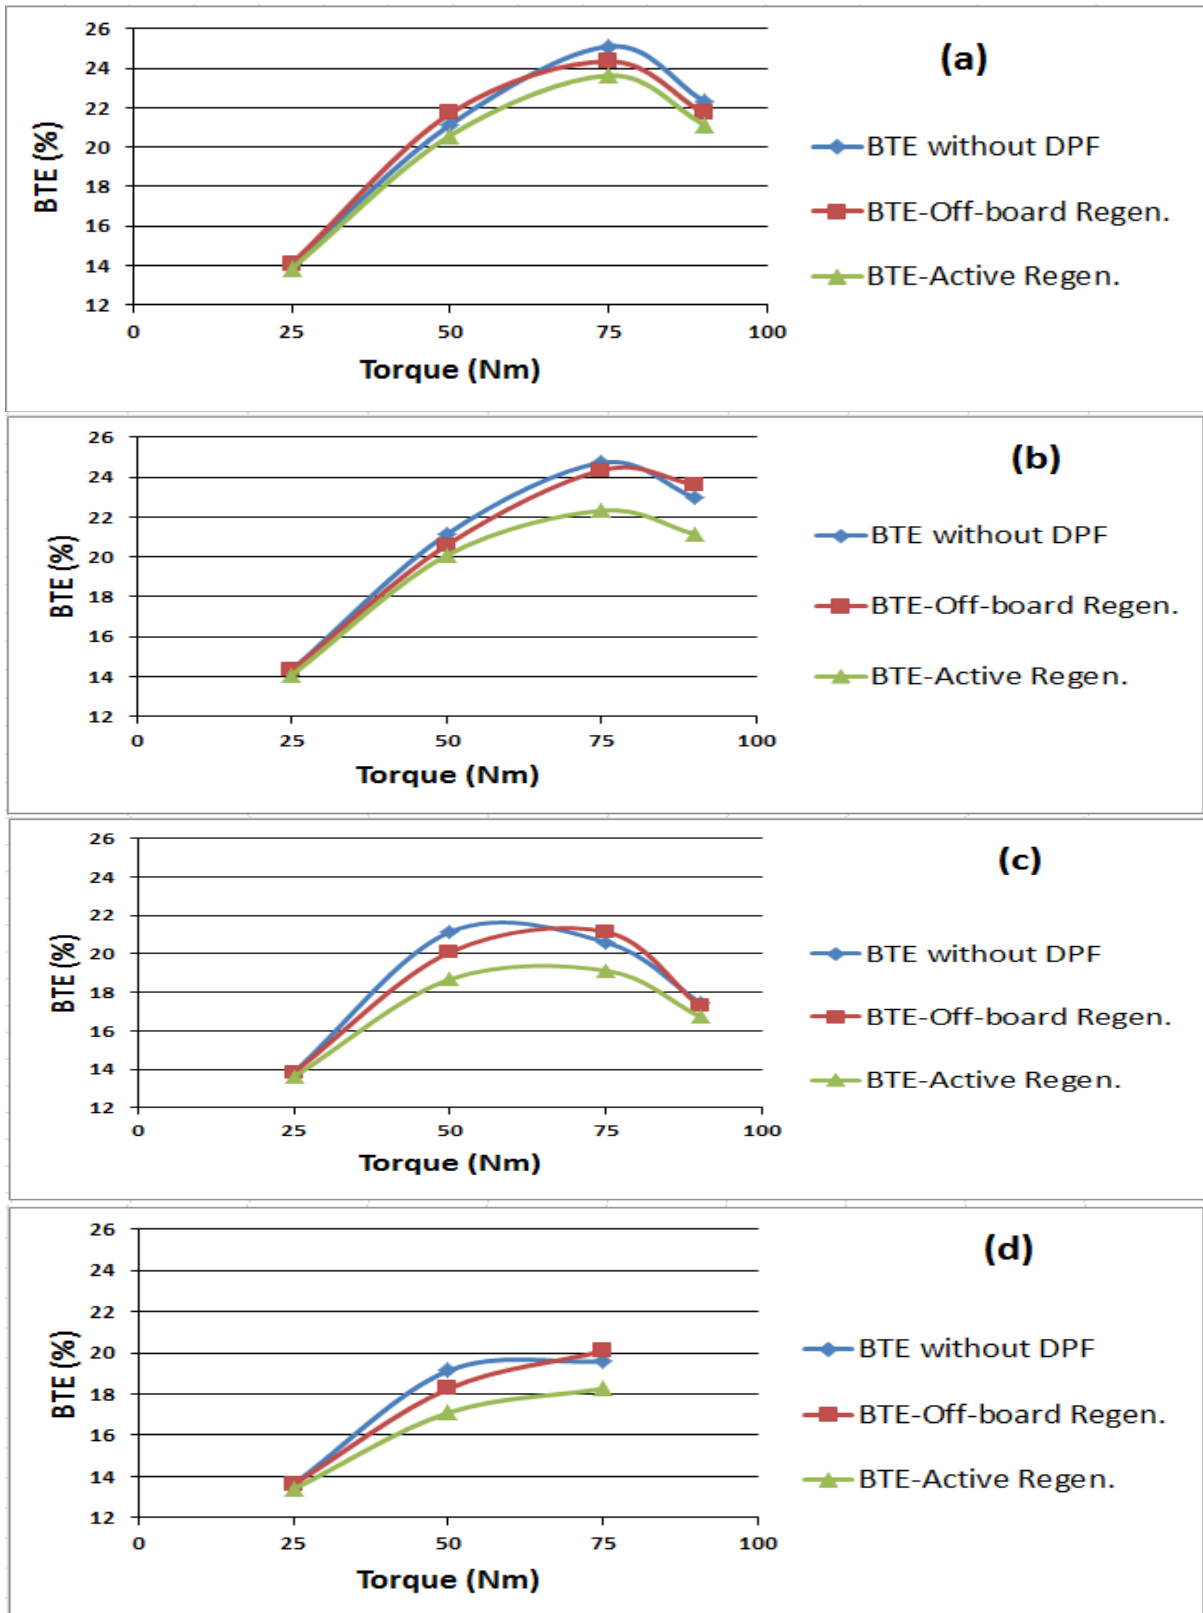 (a)
26
24
22
20
18
16
14
12
BTE (%)
0 25 50 75 100
Torque (Nm)
BTE without DPF
BTE-Off-board Regen.
BTE-Active Regen.
(b)
26
24
22
20
18
16
14
12
BTE (%)
0 25 50 75 100
Torque (Nm)
BTE without DPF
BTE-Off-board Regen.
BTE-Active Regen.
(c)
26
24
22
20
18
16
14
12
BTE (%)
0 25 50 75 100
Torque (Nm)
BTE without DPF
BTE-Off-board Regen.
BTE-Active Regen.
(d)
26
24
22
20
18
16
14
12
BTE (%)
0 25 50 75 100
Torque (Nm)
BTE without DPF
BTE-Off-board Regen.
BTE-Active Regen.